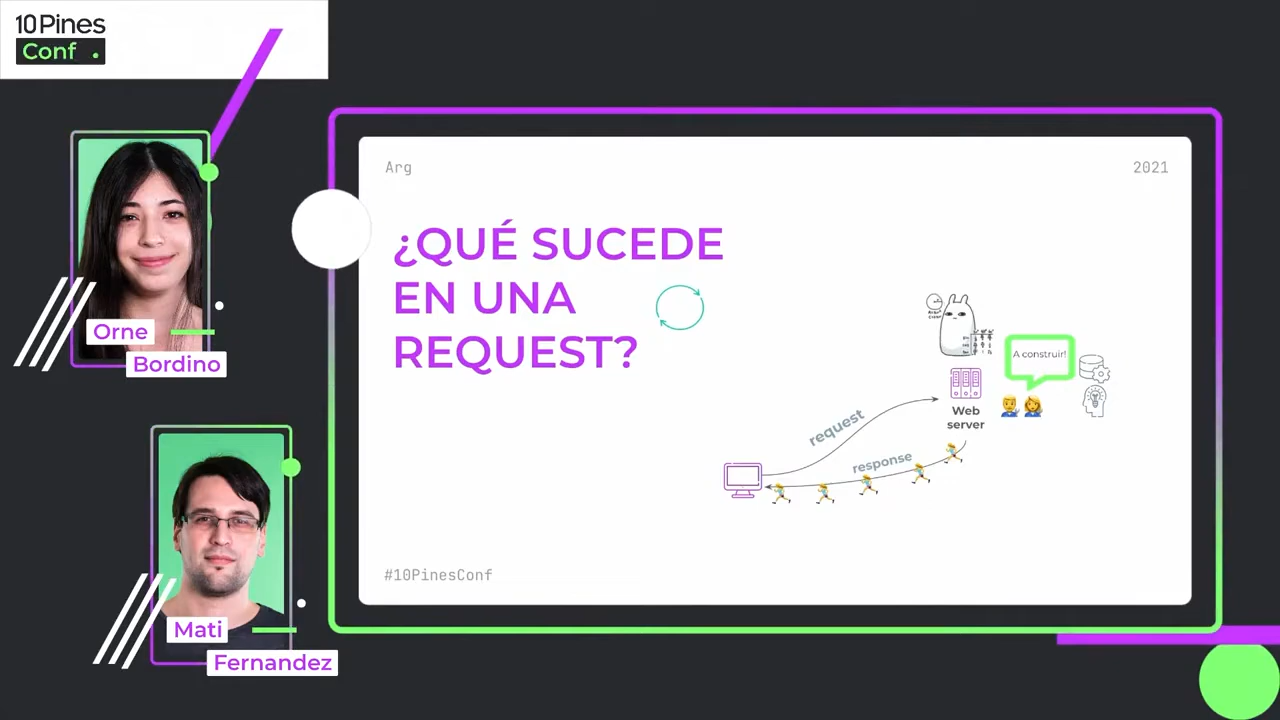 10Pines
Conf
Arg
2021
¿QUÉ SUCEDE
EN UNA
REQUEST?
A construir!
Web
server
request
response
#10PinesConf
Orne
Bordino
Mati
Fernandez